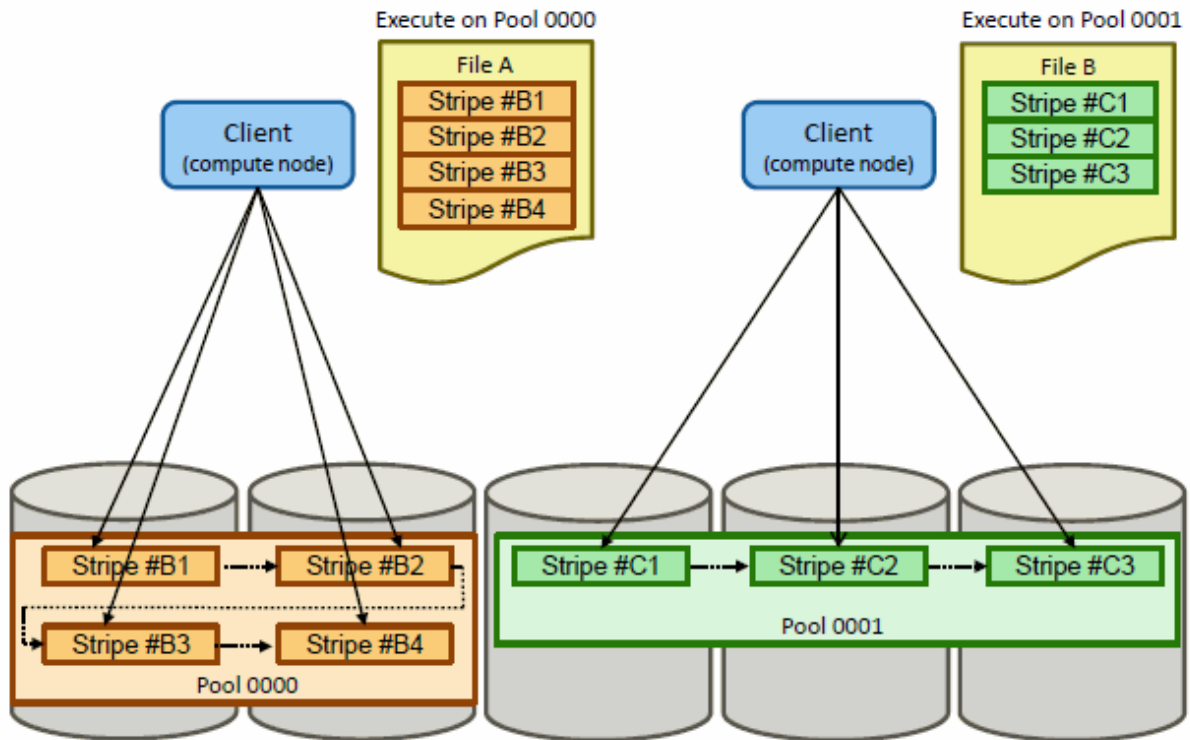 Execute on Pool 0000
File A
Stripe #B1
Stripe #B2
Stripe #B3
Stripe #B4
Client
(compute node)
Execute on Pool 0001
File B
Stripe #C1
Stripe #C2
Stripe #C3
Client
(compute node)
Stripe #B1
Stripe #B2
Stripe #B3
Stripe #B4
Pool 0000
Stripe #C1
Stripe #C2
Stripe #C3
Pool 0001